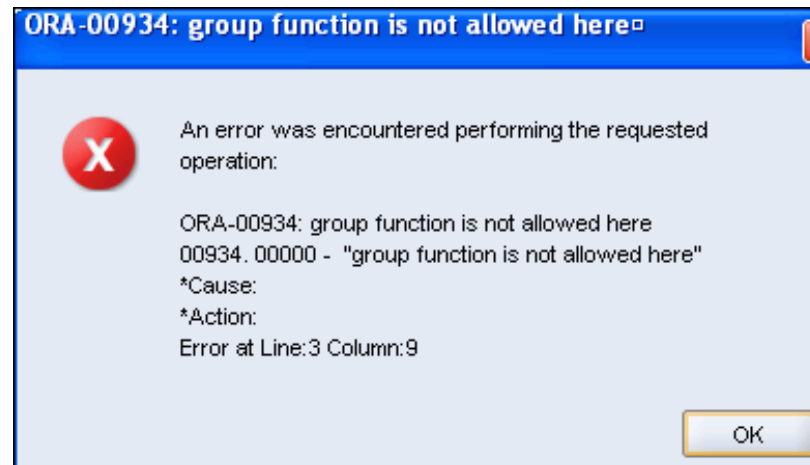 ORA-00934: group function is not allowed here¤
An error was encountered performing the requested
operation:
ORA-00934: group function is not allowed here
00934. 00000 - "group function is not allowed here"
*Cause:
*Action:
Error at Line:3 Column:9
OK